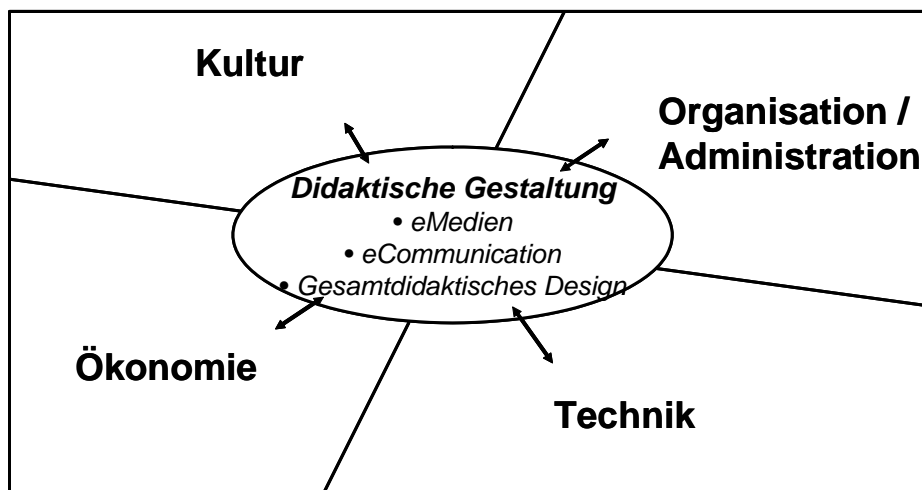 Kultur
Organisation /
Administration
Didaktische Gestaltung
• eMedien
• eCommunication
• Gesamtdidaktisches Design
Ökonomie
Technik